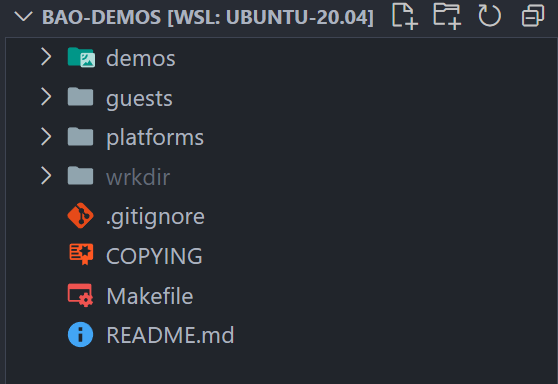 BAO-DEMOS [WSL: UBUNTU-20.04]
demos
guests
platforms
wrkdir
.gitignore
COPYING
Makefile
README.md